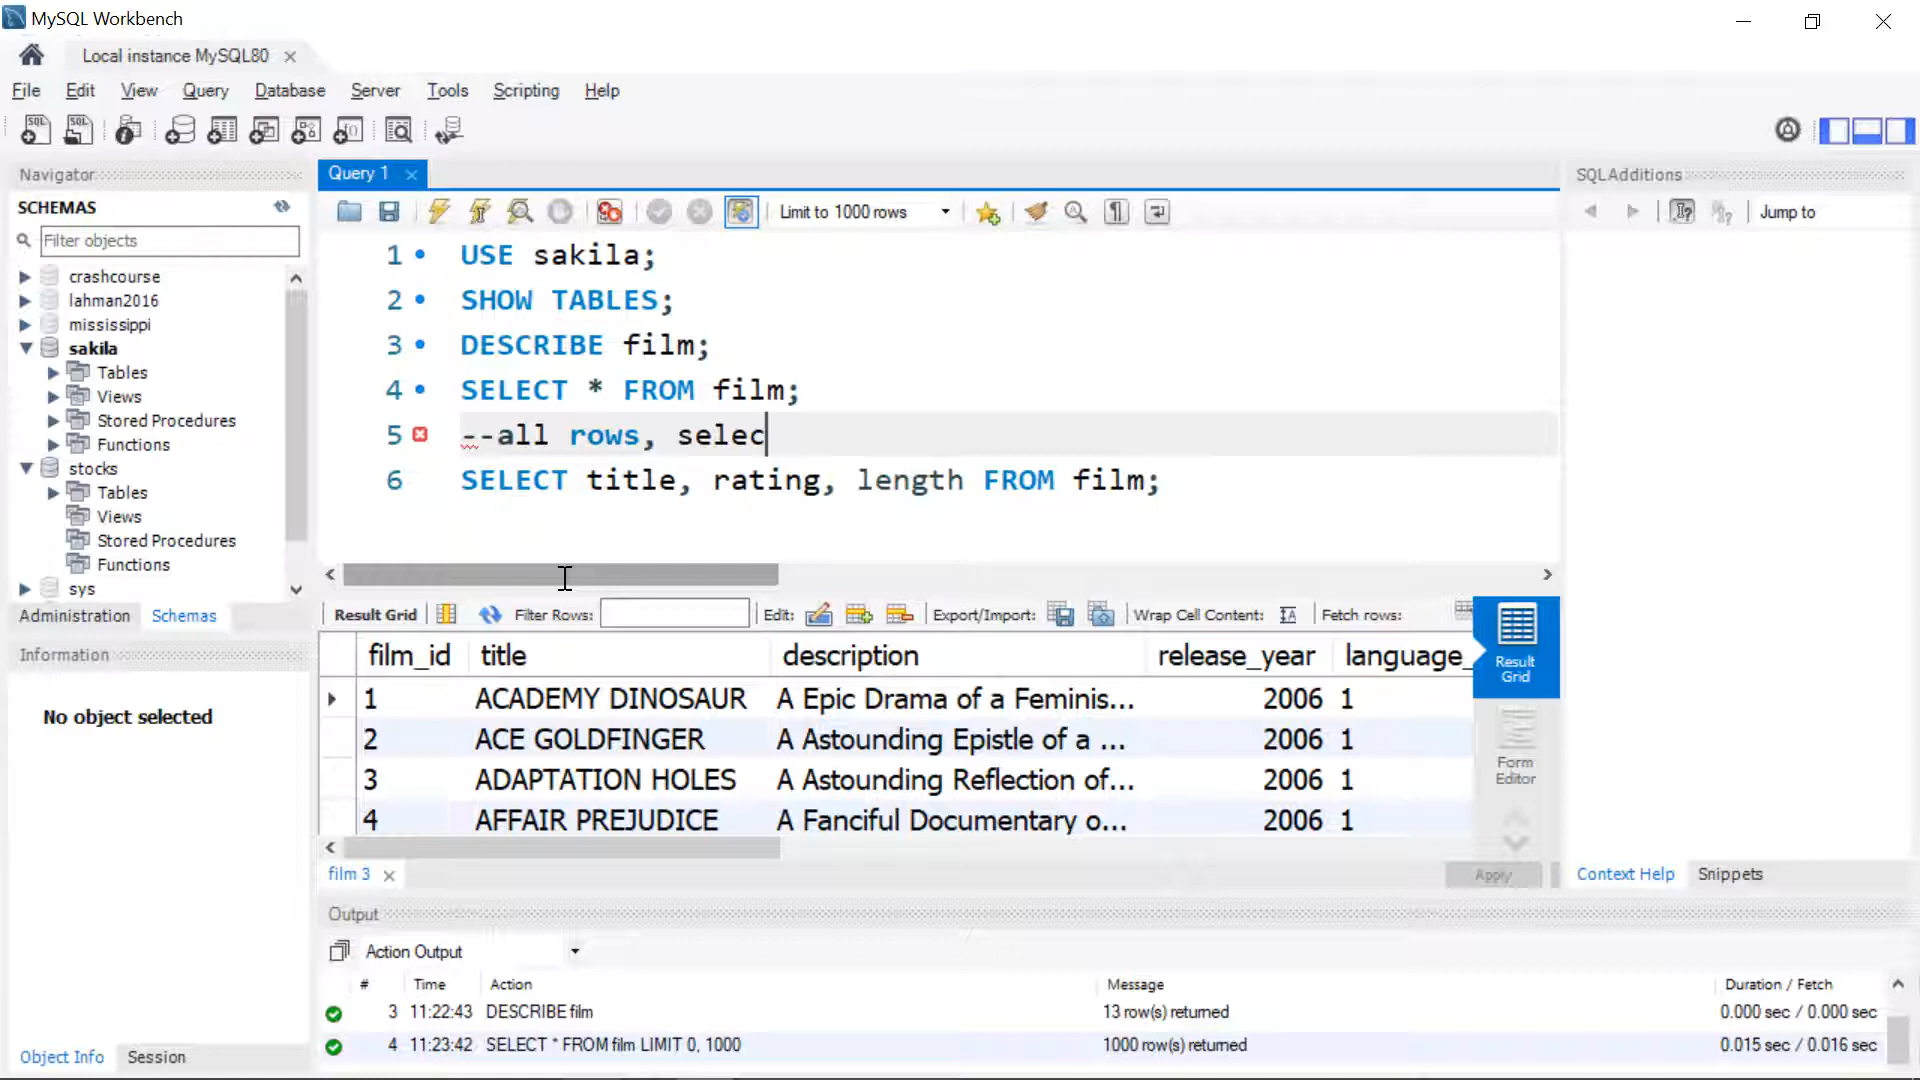 MySQL Workbench
Local instance MySQL80
File Edit View Query Database Server Tools Scripting Help
Navigator
SCHEMAS
Filter objects
crashcourse
lahman2016
mississippi
sakila
Tables
Views
Stored Procedures
Functions
stocks
Tables
Views
Stored Procedures
Functions
sys
Administration Schemas
Information
No object selected
Object Info Session
Query 1
Limit to 1000 rows
1 USE sakila;
2 SHOW TABLES;
3 DESCRIBE film;
4 SELECT * FROM film;
5 --all rows, selec
6 SELECT title, rating, length FROM film;
Result Grid Filter Rows: Edit: Export/Import: Wrap Cell Content: Fetch rows:
film_id title description release_year language_
1 ACADEMY DINOSAUR A Epic Drama of a Feminis... 2006 1
2 ACE GOLDFINGER A Astounding Epistle of a ... 2006 1
3 ADAPTATION HOLES A Astounding Reflection of... 2006 1
4 AFFAIR PREJUDICE A Fanciful Documentary o... 2006 1
Result
Grid
Form
Editor
film 3
Apply
Output
Action Output
# Time Action Message Duration / Fetch
3 11:22:43 DESCRIBE film 13 row(s) returned 0.000 sec / 0.000 sec
4 11:23:42 SELECT * FROM film LIMIT 0, 1000 1000 row(s) returned 0.015 sec / 0.016 sec
SQLAdditions
Jump to
Context Help Snippets